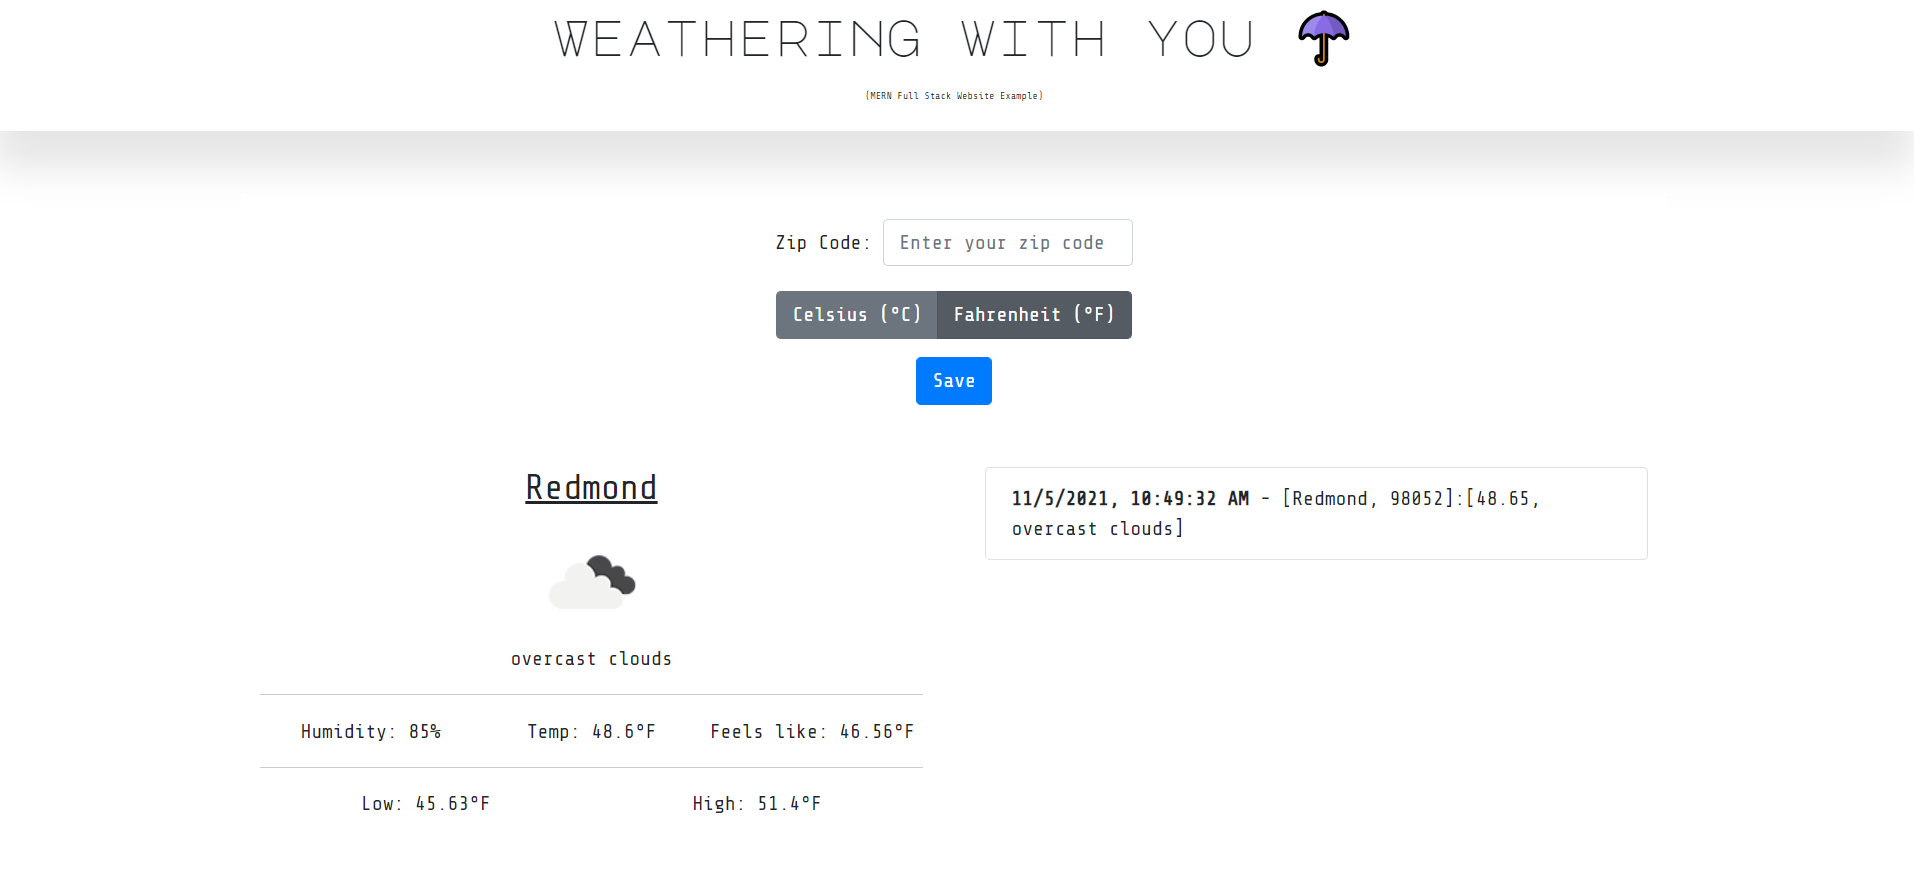 WEATHERING WITH YOU
(MERN Full Stack Website Example)
Zip Code: Enter your zip code
Celsius (°C) Fahrenheit (°F)
Save
Redmond
overcast clouds
Humidity: 85% Temp: 48.6°F Feels like: 46.56°F
Low: 45.63°F High: 51.4°F
11/5/2021, 10:49:32 AM - [Redmond, 98052]:[48.65,
overcast clouds]